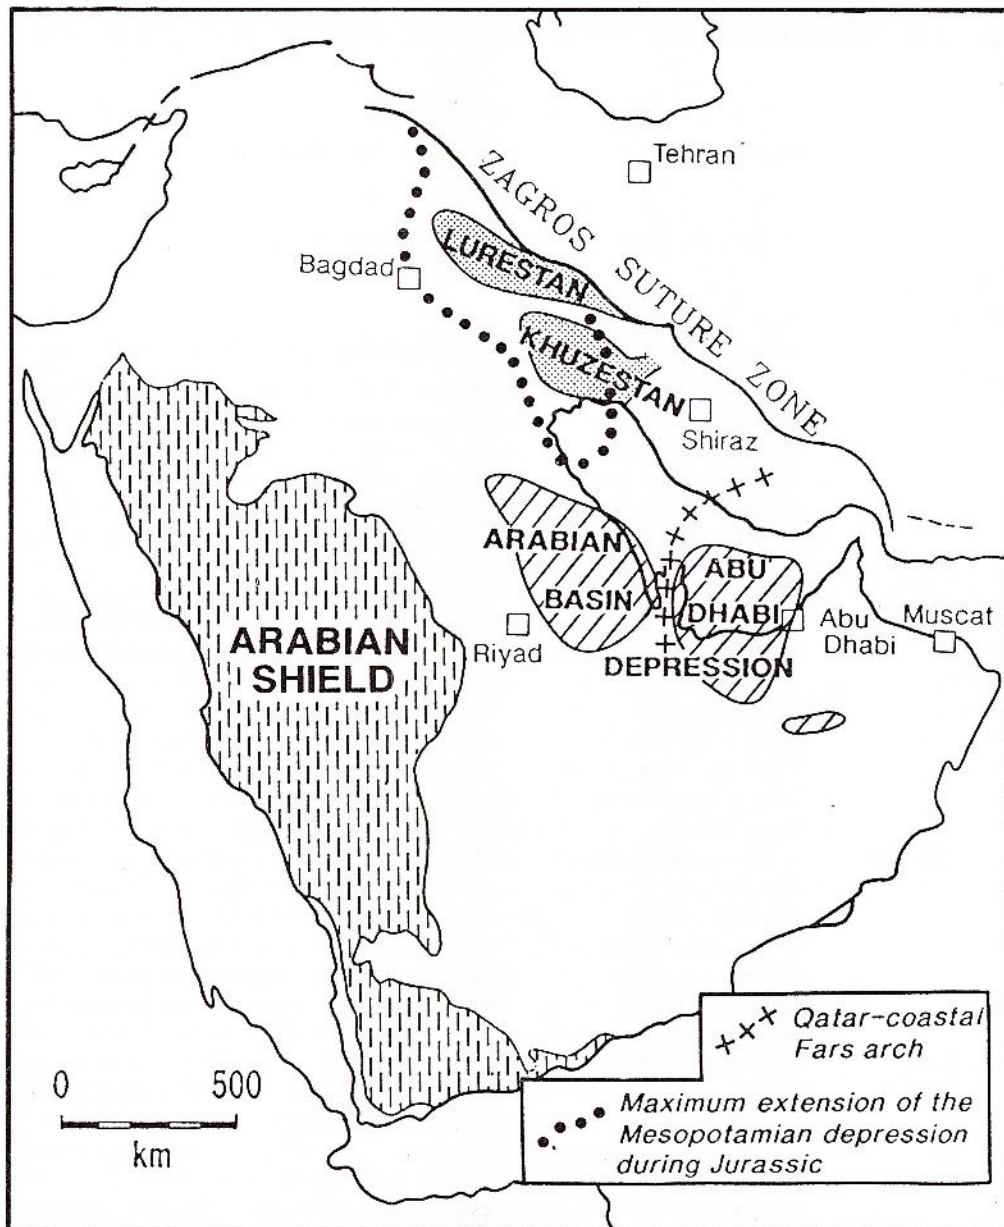 Tehran
ZAGROS SUTURE ZONE
LURESTAN
Bagdad
KHUZESTAN
Shiraz
ARABIAN
BASIN
ABU
DHABI
DEPRESSION
Abu
Dhabi
Muscat
Riyad
ARABIAN
SHIELD
Qatar-coastal
Fars arch
0 500
km
Maximum extension of the
Mesopotamian depression
during Jurassic